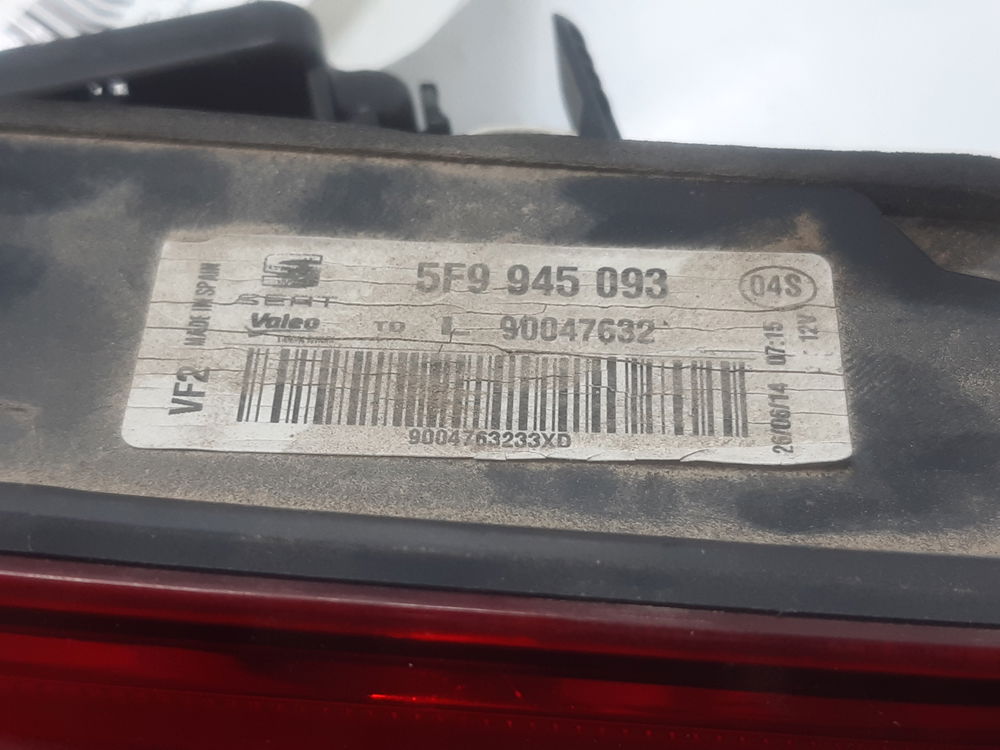 SEAT
5F9 945 093
04S
Valeo
TD L 90047632
MADE IN SPAIN
VF2
9004763233XD
26/06/14 07:15 12V